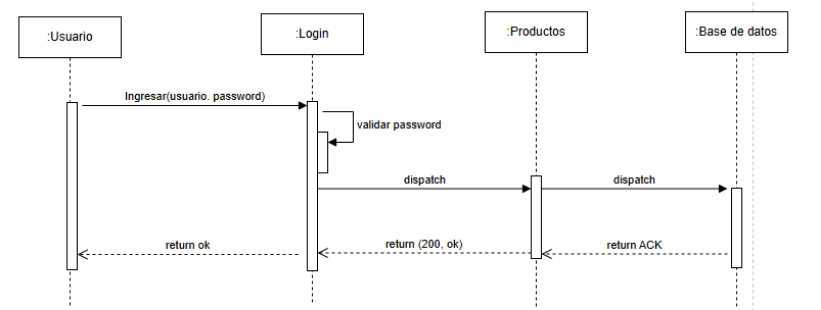 :Usuario
:Login
:Productos
:Base de datos
Ingresar(usuario. password)
validar password
dispatch
dispatch
return ok
return (200, ok)
return ACK